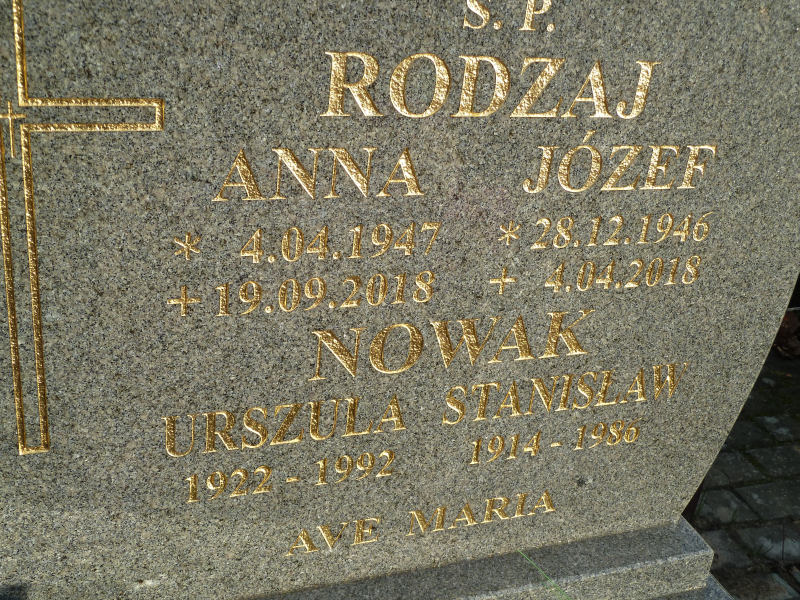 Ś. P.
RODZAJ
ANNA JÓZEF
* 4.04.1947 * 28.12.1946
+ 19.09.2018 + 4.04.2018
NOWAK
URSZULA STANISŁAW
1922 - 1992 1914 - 1986
AVE MARIA